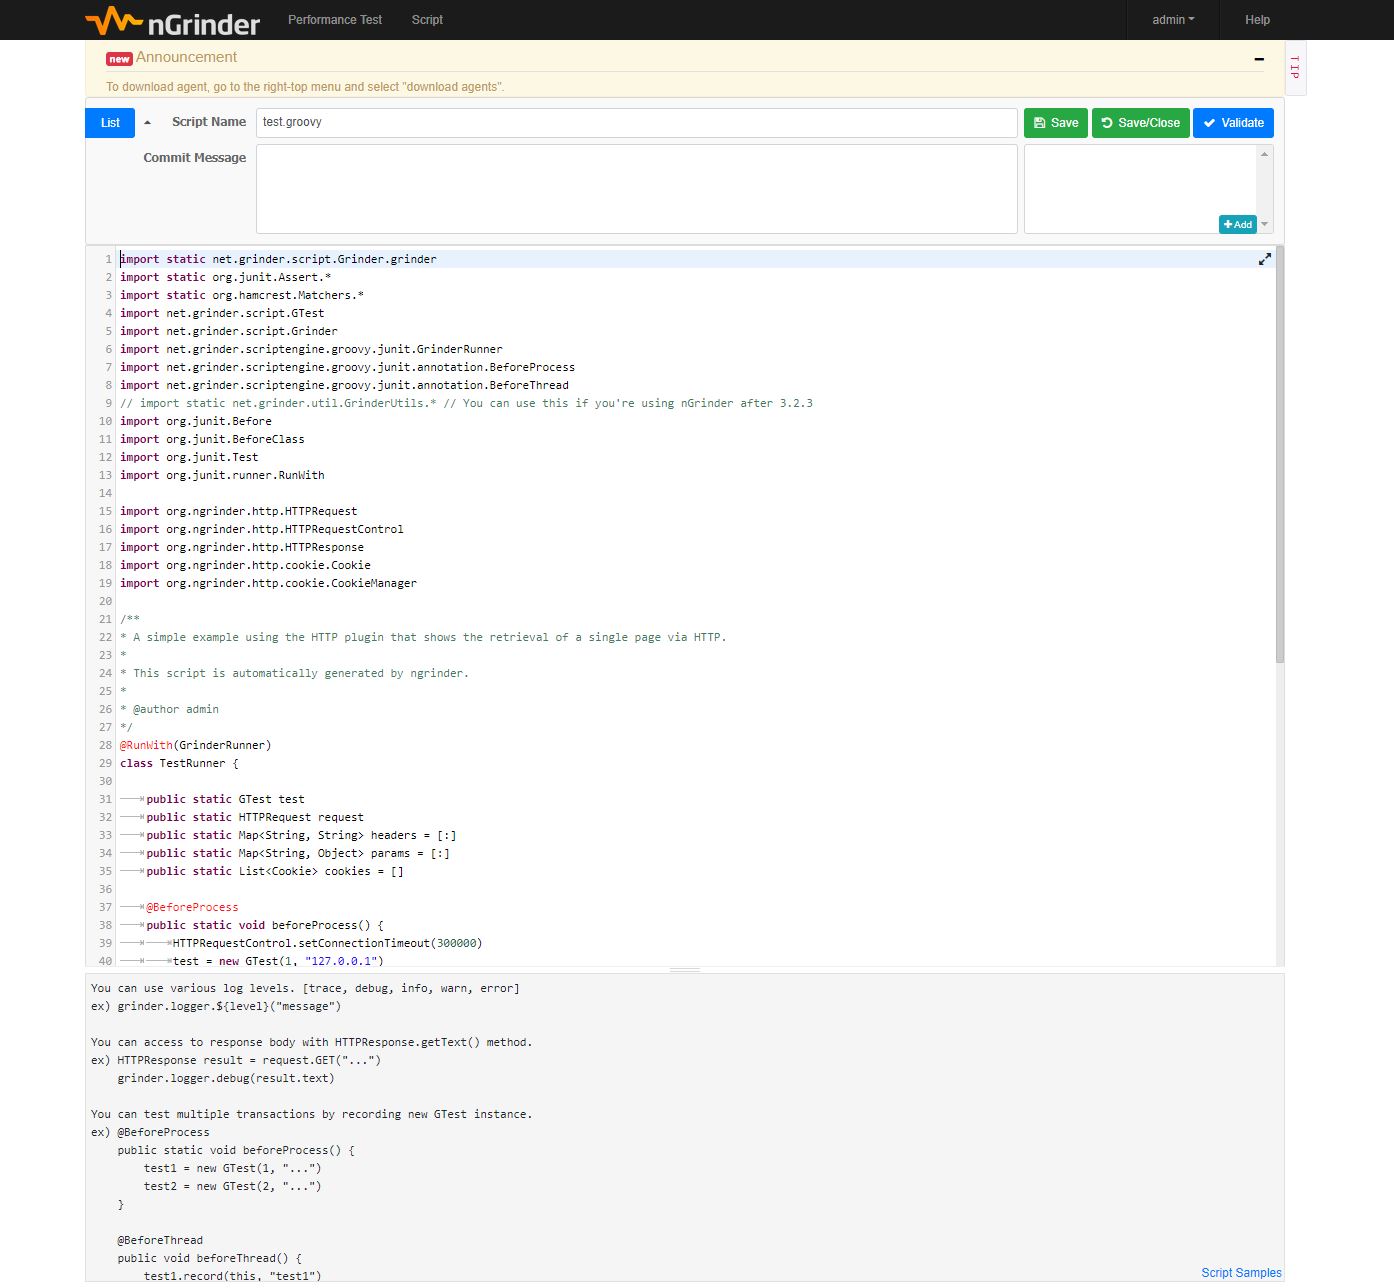 nGrinder Performance Test Script admin Help
new Announcement
To download agent, go to the right-top menu and select "download agents".
TIP
List Script Name test.groovy Save Save/Close Validate
Commit Message
+Add
1 import static net.grinder.script.Grinder.grinder
2 import static org.junit.Assert.*
3 import static org.hamcrest.Matchers.*
4 import net.grinder.script.GTest
5 import net.grinder.script.Grinder
6 import net.grinder.scriptengine.groovy.junit.GrinderRunner
7 import net.grinder.scriptengine.groovy.junit.annotation.BeforeProcess
8 import net.grinder.scriptengine.groovy.junit.annotation.BeforeThread
9 // import static net.grinder.util.GrinderUtils.* // You can use this if you're using nGrinder after 3.2.3
10 import org.junit.Before
11 import org.junit.BeforeClass
12 import org.junit.Test
13 import org.junit.runner.RunWith
14
15 import org.ngrinder.http.HTTPRequest
16 import org.ngrinder.http.HTTPRequestControl
17 import org.ngrinder.http.HTTPResponse
18 import org.ngrinder.http.cookie.Cookie
19 import org.ngrinder.http.cookie.CookieManager
20
21 /**
22 * A simple example using the HTTP plugin that shows the retrieval of a single page via HTTP.
23 *
24 * This script is automatically generated by ngrinder.
25 *
26 * @author admin
27 */
28 @RunWith(GrinderRunner)
29 class TestRunner {
30
31 public static GTest test
32 public static HTTPRequest request
33 public static Map<String, String> headers = [:]
34 public static Map<String, Object> params = [:]
35 public static List<Cookie> cookies = []
36
37 @BeforeProcess
38 public static void beforeProcess() {
39 HTTPRequestControl.setConnectionTimeout(300000)
40 test = new GTest(1, "127.0.0.1")
You can use various log levels. [trace, debug, info, warn, error]
ex) grinder.logger.${level}("message")
You can access to response body with HTTPResponse.getText() method.
ex) HTTPResponse result = request.GET("...")
grinder.logger.debug(result.text)
You can test multiple transactions by recording new GTest instance.
ex) @BeforeProcess
public static void beforeProcess() {
test1 = new GTest(1, "...")
test2 = new GTest(2, "...")
}
@BeforeThread
public void beforeThread() {
test1.record(this, "test1")
Script Samples